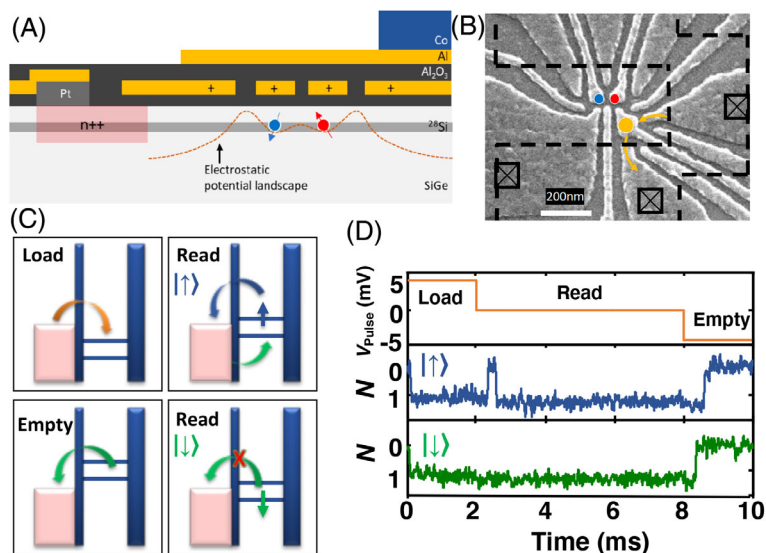 (A)
Co
Al
Al₂O₃
Pt
+ + + +
n++
²⁸Si
Electrostatic
potential landscape
SiGe
(B)
200nm
(C)
Load
Read
|↑⟩
Empty
Read
|↓⟩
(D)
V_Pulse (mV)
5
0
-5
Load
Read
Empty
N
0
1
|↑⟩
N
0
1
|↓⟩
0 2 4 6 8 10
Time (ms)